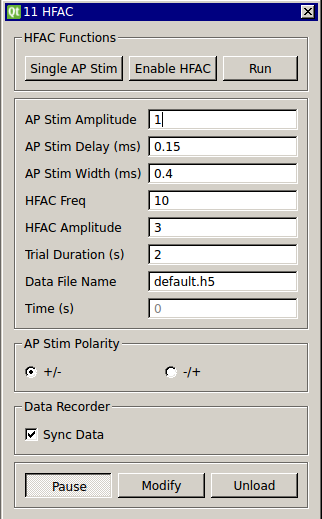 Qt 11 HFAC
HFAC Functions
Single AP Stim Enable HFAC Run
AP Stim Amplitude 1
AP Stim Delay (ms) 0.15
AP Stim Width (ms) 0.4
HFAC Freq 10
HFAC Amplitude 3
Trial Duration (s) 2
Data File Name default.h5
Time (s) 0
AP Stim Polarity
+/- -/+
Data Recorder
Sync Data
Pause Modify Unload